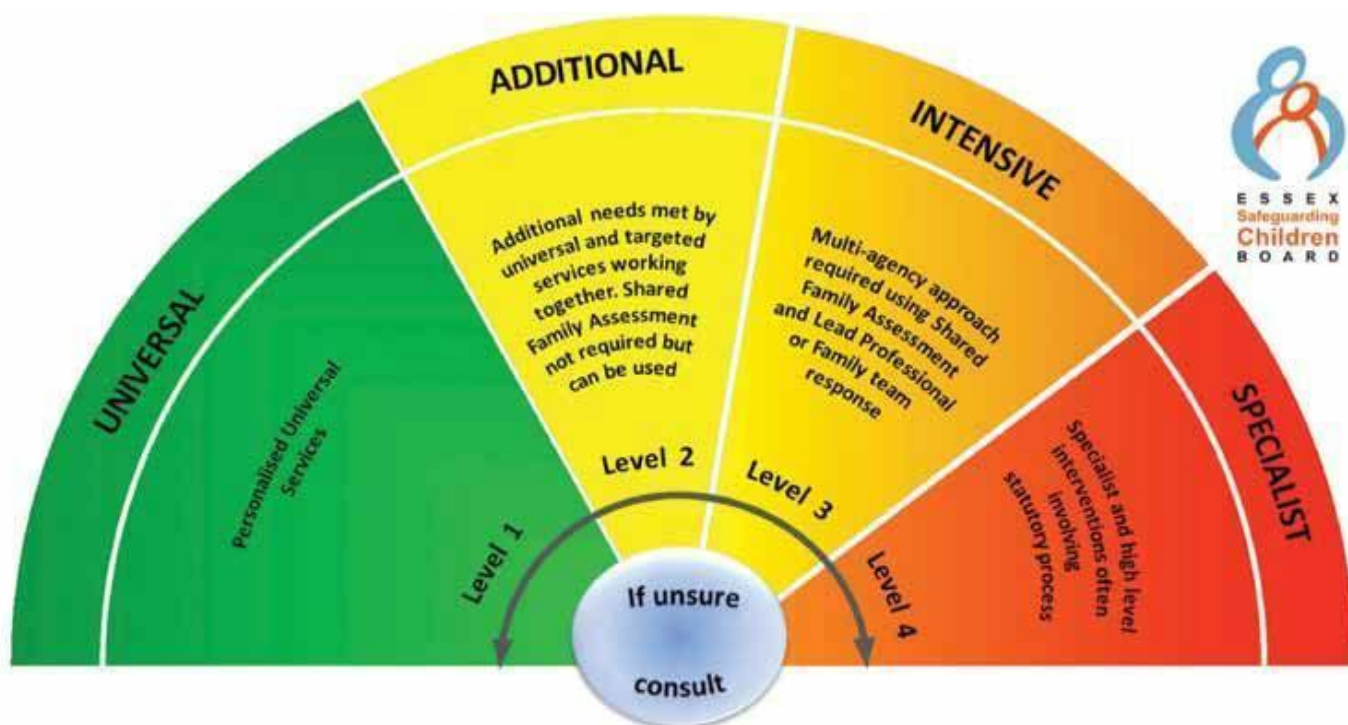 UNIVERSAL
Personalised Universal
Services
Level 1
ADDITIONAL
Additional needs met by
universal and targeted
services working
together. Shared
Family Assessment
not required but
can be used
Level 2
INTENSIVE
Multi-agency approach
required using Shared
Family Assessment
and Lead Professional
or Family team
response
Level 3
SPECIALIST
Specialist and high level
interventions often
involving
statutory process
Level 4
If unsure
consult
ESSEX
Safeguarding
Children
BOARD